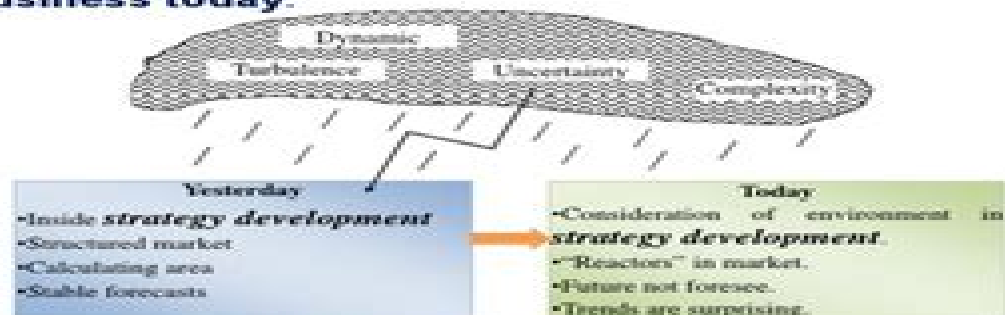 usiness today.
Dynamic
Turbulence
Uncertainty
Complexity
Yesterday
•Inside strategy development
•Structured market
•Calculating area
•Stable forecasts
Today
•Consideration of environment in
strategy development.
•"Reactors" in market.
•Future not foresee.
•Trends are surprising.